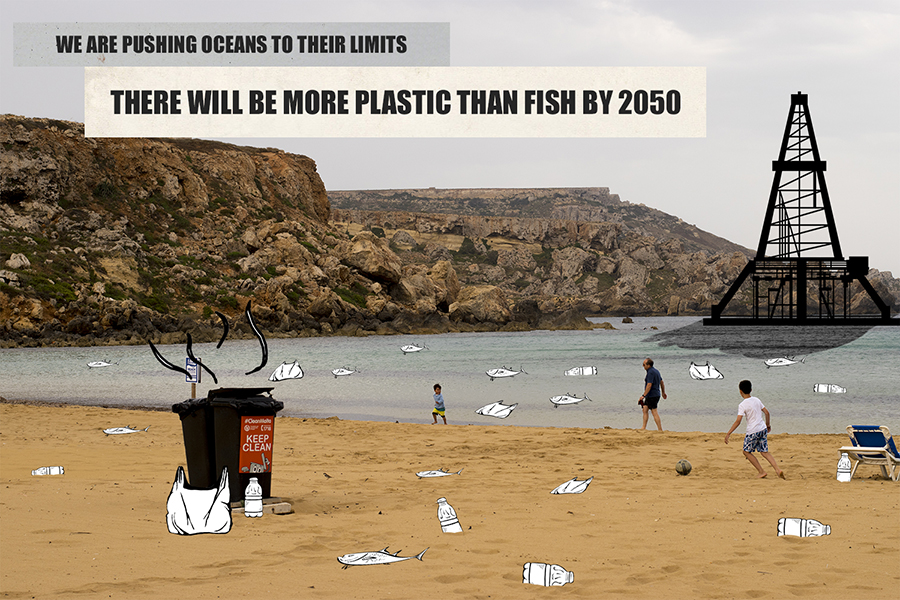 WE ARE PUSHING OCEANS TO THEIR LIMITS
THERE WILL BE MORE PLASTIC THAN FISH BY 2050
#CleanMalta
KEEP
CLEAN